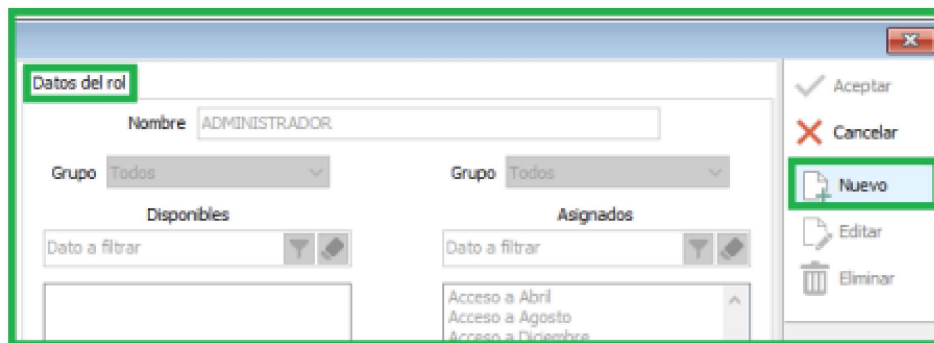 Datos del rol
Nombre ADMINISTRADOR
Grupo Todos
Grupo Todos
Disponibles
Asignados
Dato a filtrar
Dato a filtrar
Acceso a Abril
Acceso a Agosto
Acceso a Diciembre
Aceptar
Cancelar
Nuevo
Editar
Eliminar